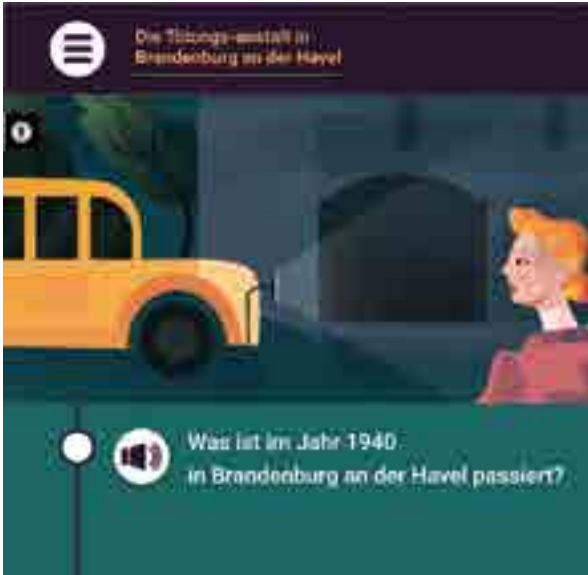 Die Tötungs-anstalt in
Brandenburg an der Havel
Was ist im Jahr 1940
in Brandenburg an der Havel passiert?